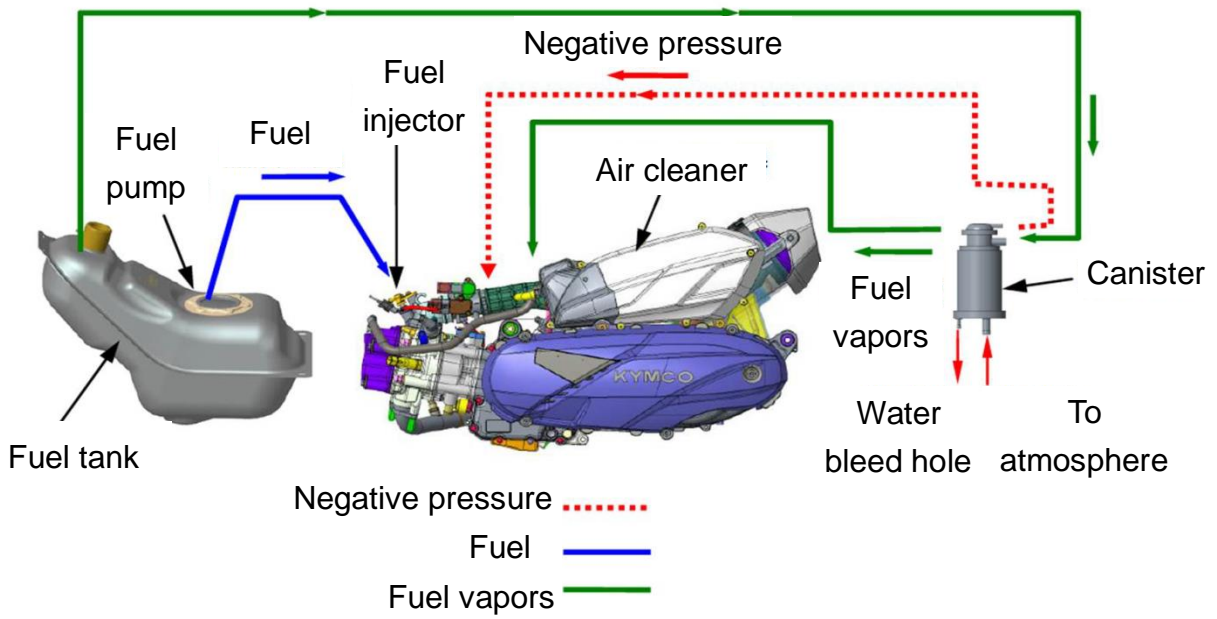 Negative pressure
Fuel
injector
Fuel
Fuel
pump
Air cleaner
Canister
Fuel
vapors
KYMCO
Water
bleed hole
To
atmosphere
Fuel tank
Negative pressure
Fuel
Fuel vapors